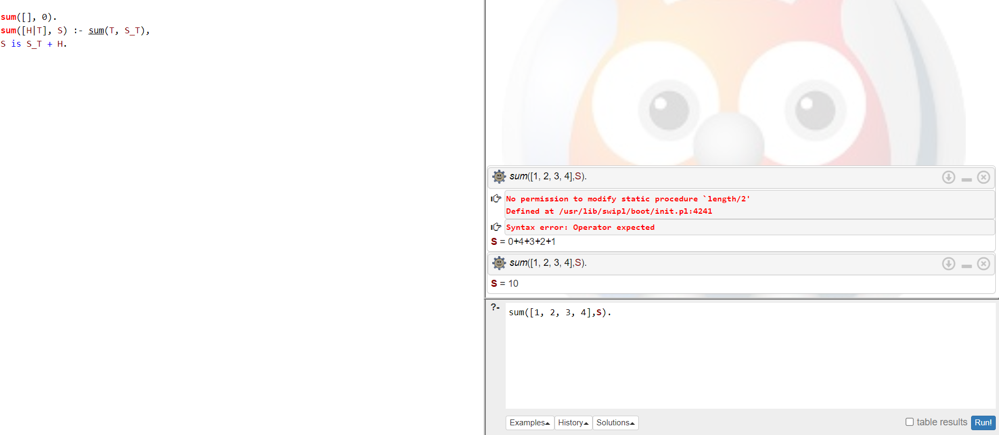 sum([], 0).
sum([H|T], S) :- sum(T, S_T),
S is S_T + H.
sum([1, 2, 3, 4],S).
No permission to modify static procedure `length/2'
Defined at /usr/lib/swipl/boot/init.pl:4241
Syntax error: Operator expected
S = 0+4+3+2+1
sum([1, 2, 3, 4],S).
S = 10
?- sum([1, 2, 3, 4],S).
Examples History Solutions table results Run!